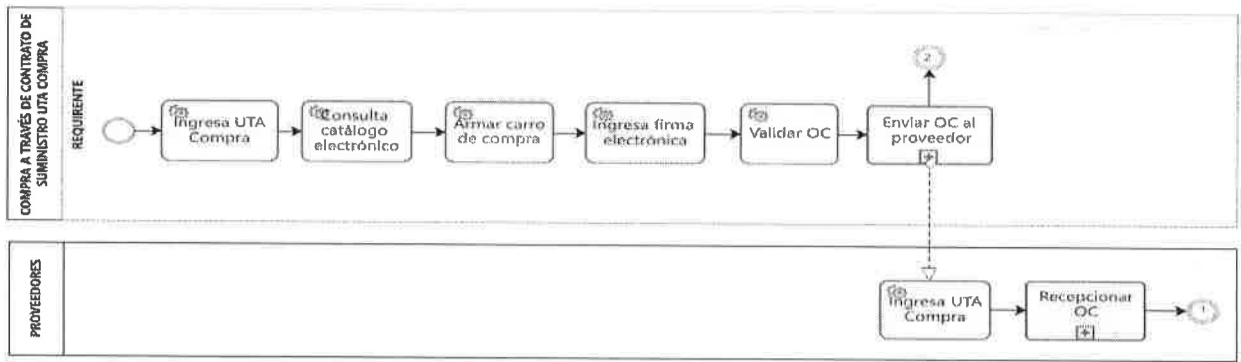 COMPRA A TRAVÉS DE CONTRATO DE
SUMINISTRO UTA COMPRA
REQUIRENTE
Ingresa UTA
Compra
Consulta
catálogo
electrónico
Armar carro
de compra
Ingresa firma
electrónica
Validar OC
Enviar OC al
proveedor
2
PROVEEDORES
Ingresa UTA
Compra
Recepcionar
OC
1